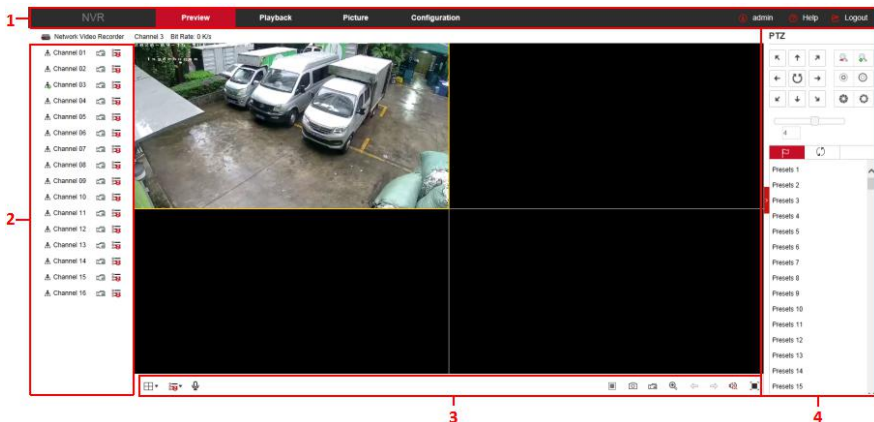 1
NVR Preview Playback Picture Configuration admin Help Logout
Network Video Recorder Channel 3 Bit Rate: 0 K/s
PTZ
Channel 01
Channel 02
Channel 03
Channel 04
Channel 05
Channel 06
Channel 07
Channel 08
Channel 09
Channel 10
Channel 11
Channel 12
Channel 13
Channel 14
Channel 15
Channel 16
2
4
Presets 1
Presets 2
Presets 3
Presets 4
Presets 5
Presets 6
Presets 7
Presets 8
Presets 9
Presets 10
Presets 11
Presets 12
Presets 13
Presets 14
Presets 15
3
4